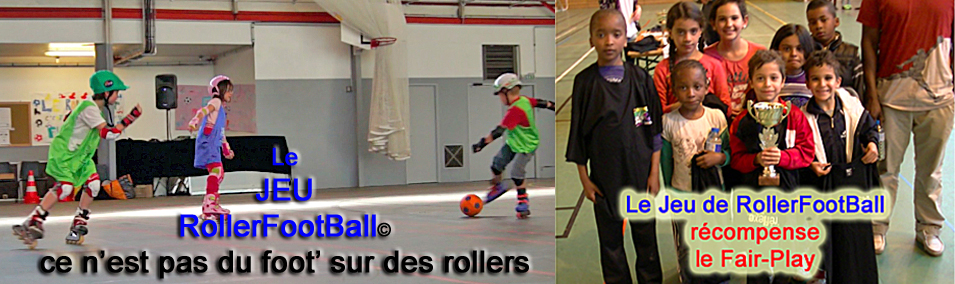 Le
JEU
RollerFootBall©
ce n'est pas du foot' sur des rollers
Le Jeu de RollerFootBall
récompense
le Fair-Play